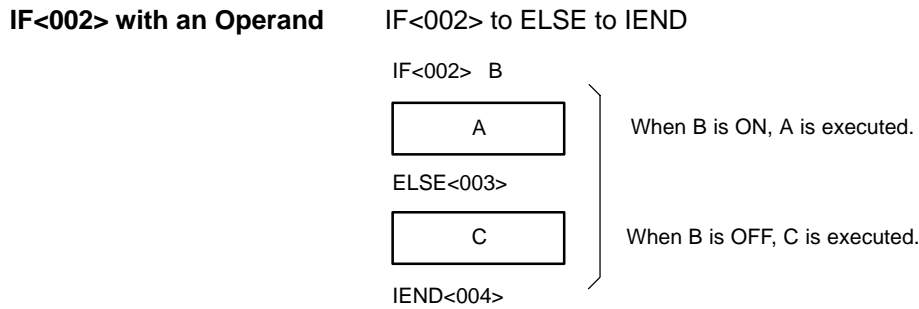 IF<002> with an Operand IF<002> to ELSE to IEND
IF<002> B
A When B is ON, A is executed.
ELSE<003>
C When B is OFF, C is executed.
IEND<004>